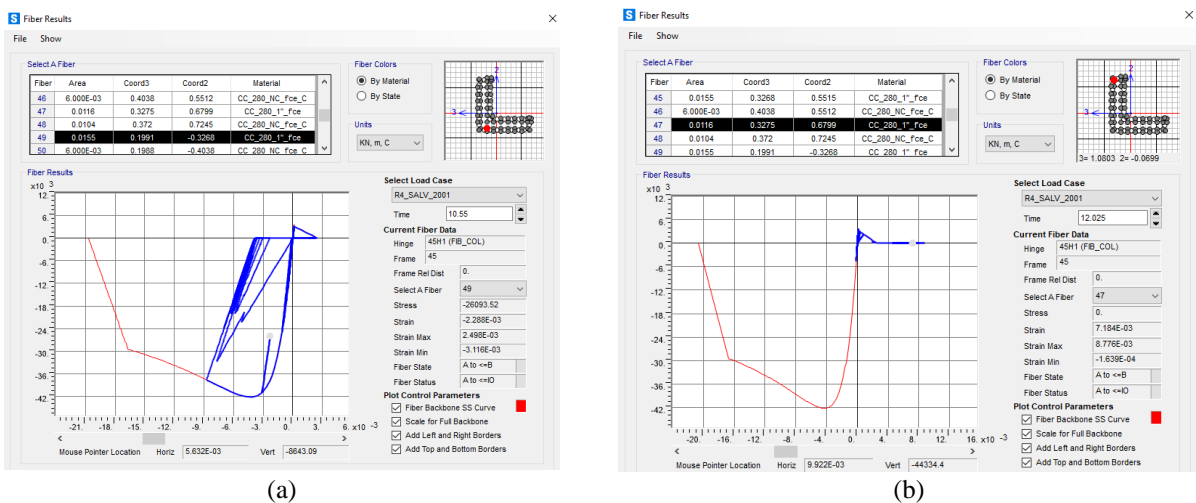 Fiber Results
File Show
Select A Fiber
Fiber Area Coord3 Coord2 Material
46 6.000E-03 0.4038 0.5512 CC_280_NC_fce_C
47 0.0116 0.3275 0.6799 CC_280_1"_fce
48 0.0104 0.372 0.7245 CC_280_NC_fce_C
49 0.0155 0.1991 -0.3268 CC_280_1"_fce
50 6.000E-03 0.1988 -0.4038 CC_280_NC_fce_C
Fiber Colors
By Material
By State
Units
KN, m, C
2
3
Fiber Results
x10 3
12.
6.
0.
-6.
-12.
-18.
-24.
-30.
-36.
-42.
-21. -18. -15. -12. -9. -6. -3. 0. 3. 6. x10 -3
Mouse Pointer Location Horiz 5.632E-03 Vert -8643.09
Select Load Case
R4_SALV_2001
Time 10.55
Current Fiber Data
Hinge 45H1 (FIB_COL)
Frame 45
Frame Rel Dist 0.
Select A Fiber 49
Stress -26093.52
Strain -2.288E-03
Strain Max 2.498E-03
Strain Min -3.116E-03
Fiber State A to <=B
Fiber Status A to <=IO
Plot Control Parameters
Fiber Backbone SS Curve
Scale for Full Backbone
Add Left and Right Borders
Add Top and Bottom Borders
(a)
Fiber Results
File Show
Select A Fiber
Fiber Area Coord3 Coord2 Material
45 0.0155 0.3268 0.5515 CC_280_1"_fce
46 6.000E-03 0.4038 0.5512 CC_280_NC_fce_C
47 0.0116 0.3275 0.6799 CC_280_1"_fce
48 0.0104 0.372 0.7245 CC_280_NC_fce_C
49 0.0155 0.1991 -0.3268 CC_280_1"_fce
Fiber Colors
By Material
By State
Units
KN, m, C
2
3
3= 1.0803 2= -0.0699
Fiber Results
x10 3
12.
6.
0.
-6.
-12.
-18.
-24.
-30.
-36.
-42.
-20. -16. -12. -8. -4. 0. 4. 8. 12. 16. x10 -3
Mouse Pointer Location Horiz 9.922E-03 Vert -44334.4
Select Load Case
R4_SALV_2001
Time 12.025
Current Fiber Data
Hinge 45H1 (FIB_COL)
Frame 45
Frame Rel Dist 0.
Select A Fiber 47
Stress 0.
Strain 7.184E-03
Strain Max 8.776E-03
Strain Min -1.639E-04
Fiber State A to <=B
Fiber Status A to <=IO
Plot Control Parameters
Fiber Backbone SS Curve
Scale for Full Backbone
Add Left and Right Borders
Add Top and Bottom Borders
(b)